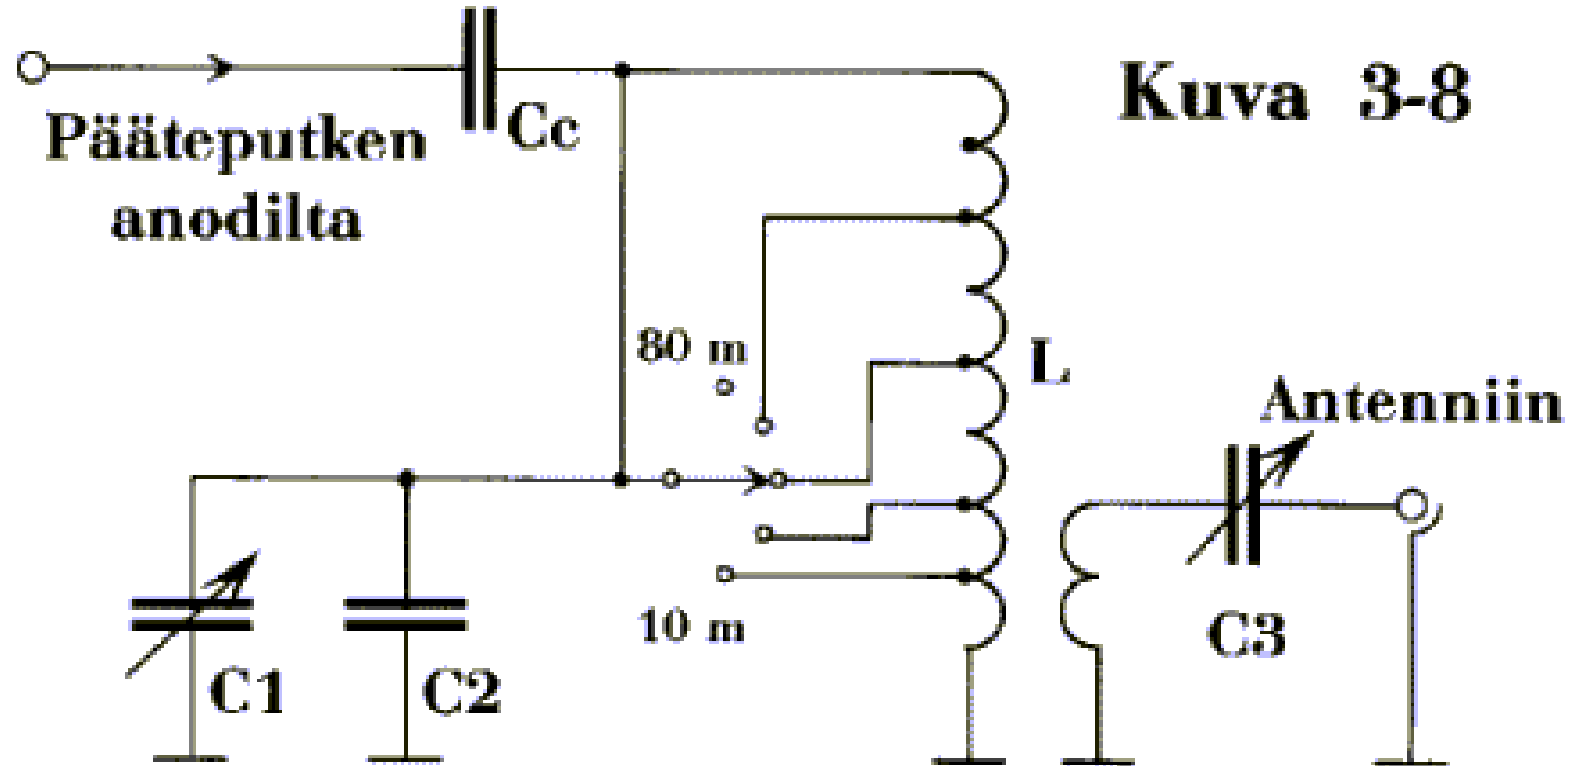 Kuva 3-8
Cc
Pääteputken
anodilta
80 m
L
Antenniin
10 m
C3
C1
C2